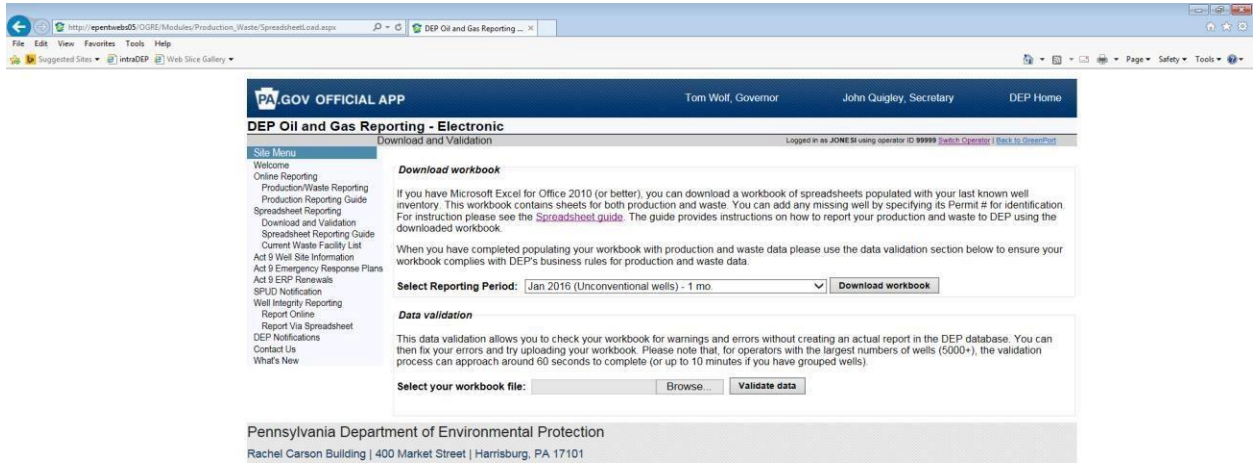 http://epentwebs05/OGRE/Modules/Production_Waste/SpreadsheetLoad.aspx
DEP Oil and Gas Reporting ...
File Edit View Favorites Tools Help
Suggested Sites intraDEP Web Slice Gallery
Page Safety Tools
PA.GOV OFFICIAL APP
Tom Wolf, Governor John Quigley, Secretary DEP Home
DEP Oil and Gas Reporting - Electronic
Download and Validation
Logged in as JONESI using operator ID 99999 Switch Operator | Back to GreenPort
Site Menu
Welcome
Online Reporting
Production/Waste Reporting
Production Reporting Guide
Spreadsheet Reporting
Download and Validation
Spreadsheet Reporting Guide
Current Waste Facility List
Act 9 Well Site Information
Act 9 Emergency Response Plans
Act 9 ERP Renewals
SPUD Notification
Well Integrity Reporting
Report Online
Report Via Spreadsheet
DEP Notifications
Contact Us
What's New
Download workbook
If you have Microsoft Excel for Office 2010 (or better), you can download a workbook of spreadsheets populated with your last known well
inventory. This workbook contains sheets for both production and waste. You can add any missing well by specifying its Permit # for identification.
For instruction please see the Spreadsheet guide. The guide provides instructions on how to report your production and waste to DEP using the
downloaded workbook.
When you have completed populating your workbook with production and waste data please use the data validation section below to ensure your
workbook complies with DEP's business rules for production and waste data.
Select Reporting Period: Jan 2016 (Unconventional wells) - 1 mo. Download workbook
Data validation
This data validation allows you to check your workbook for warnings and errors without creating an actual report in the DEP database. You can
then fix your errors and try uploading your workbook. Please note that, for operators with the largest numbers of wells (5000+), the validation
process can approach around 60 seconds to complete (or up to 10 minutes if you have grouped wells).
Select your workbook file: Browse... Validate data
Pennsylvania Department of Environmental Protection
Rachel Carson Building | 400 Market Street | Harrisburg, PA 17101